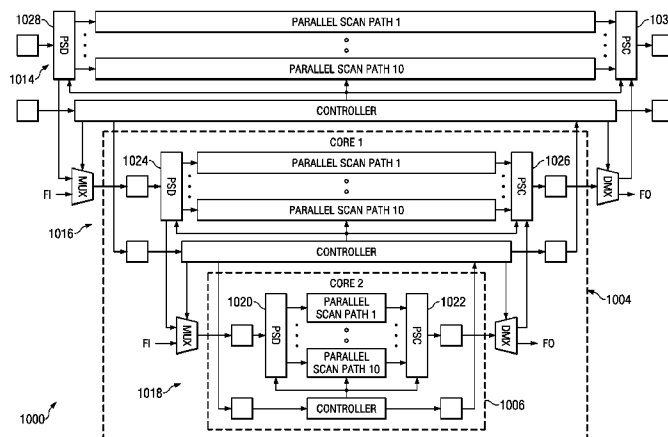 1028
PARALLEL SCAN PATH 1
103
PSD
PSC
1014
PARALLEL SCAN PATH 10
CONTROLLER
CORE 1
1024
PARALLEL SCAN PATH 1
1026
MUX
PSD
PSC
DMX
FI
FO
PARALLEL SCAN PATH 10
1016
CONTROLLER
CORE 2
1020
PARALLEL
SCAN PATH 1
1022
1004
MUX
PSD
PSC
DMX
FI
FO
PARALLEL
SCAN PATH 10
1018
1006
1000
CONTROLLER